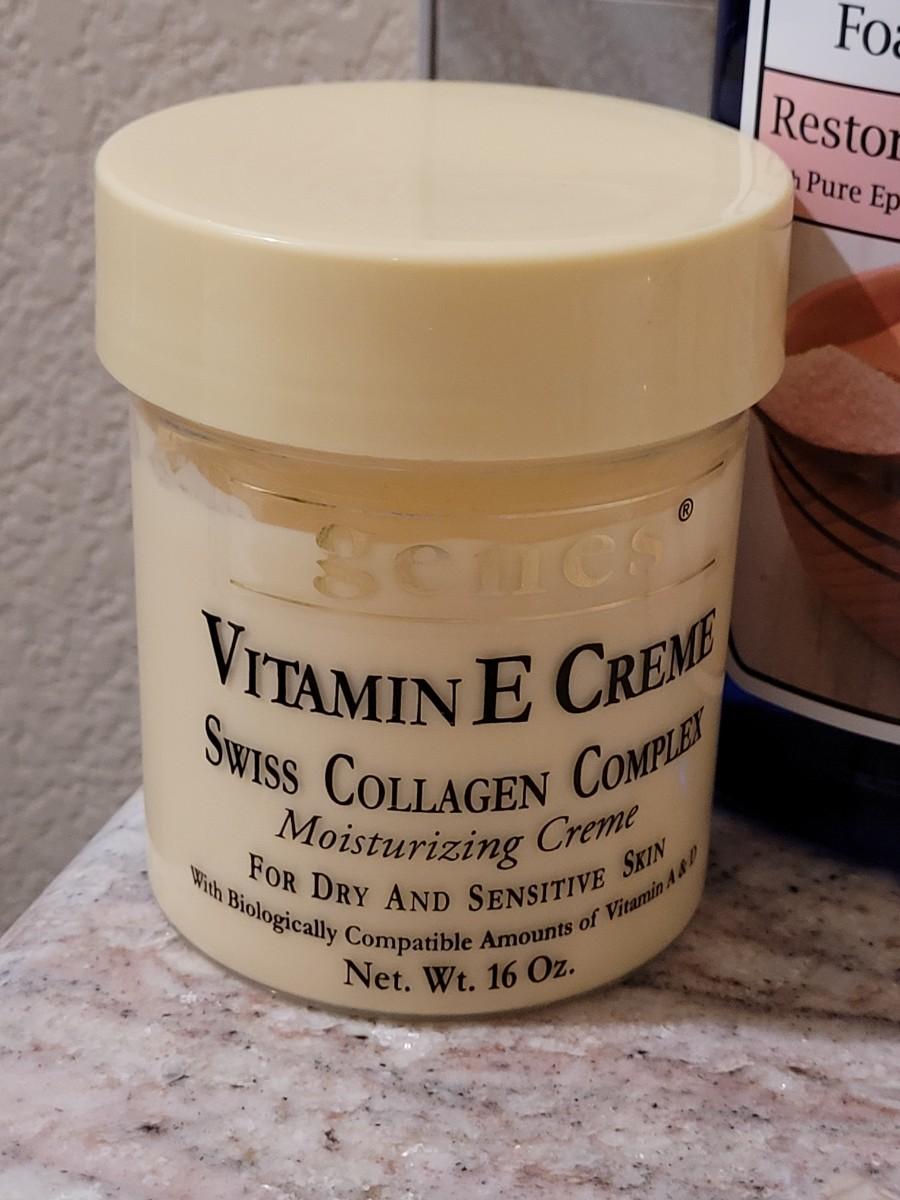 genes®
VITAMIN E CREME
SWISS COLLAGEN COMPLEX
Moisturizing Creme
FOR DRY AND SENSITIVE SKIN
With Biologically Compatible Amounts of Vitamin A & D
Net. Wt. 16 Oz.
Foa
Restor
h Pure Ep